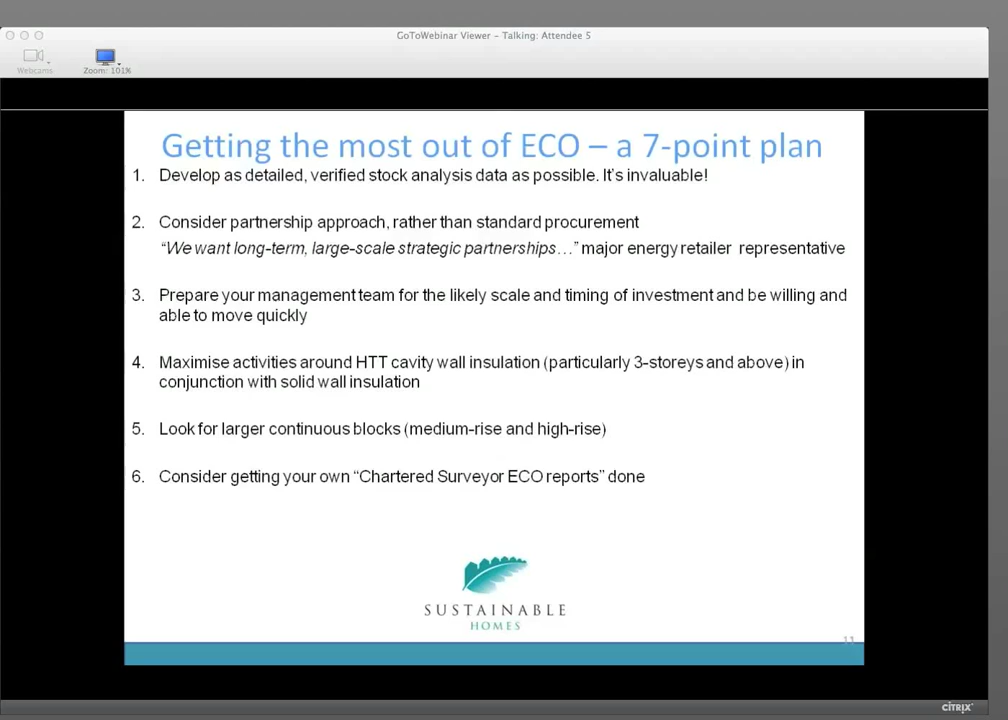 GoToWebinar Viewer – Talking: Attendee 5
Webcams
Zoom: 101%
Getting the most out of ECO – a 7-point plan
1. Develop as detailed, verified stock analysis data as possible. It's invaluable!
2. Consider partnership approach, rather than standard procurement
“We want long-term, large-scale strategic partnerships…” major energy retailer representative
3. Prepare your management team for the likely scale and timing of investment and be willing and
able to move quickly
4. Maximise activities around HTT cavity wall insulation (particularly 3-storeys and above) in
conjunction with solid wall insulation
5. Look for larger continuous blocks (medium-rise and high-rise)
6. Consider getting your own “Chartered Surveyor ECO reports” done
SUSTAINABLE
HOMES
11
CITRIX